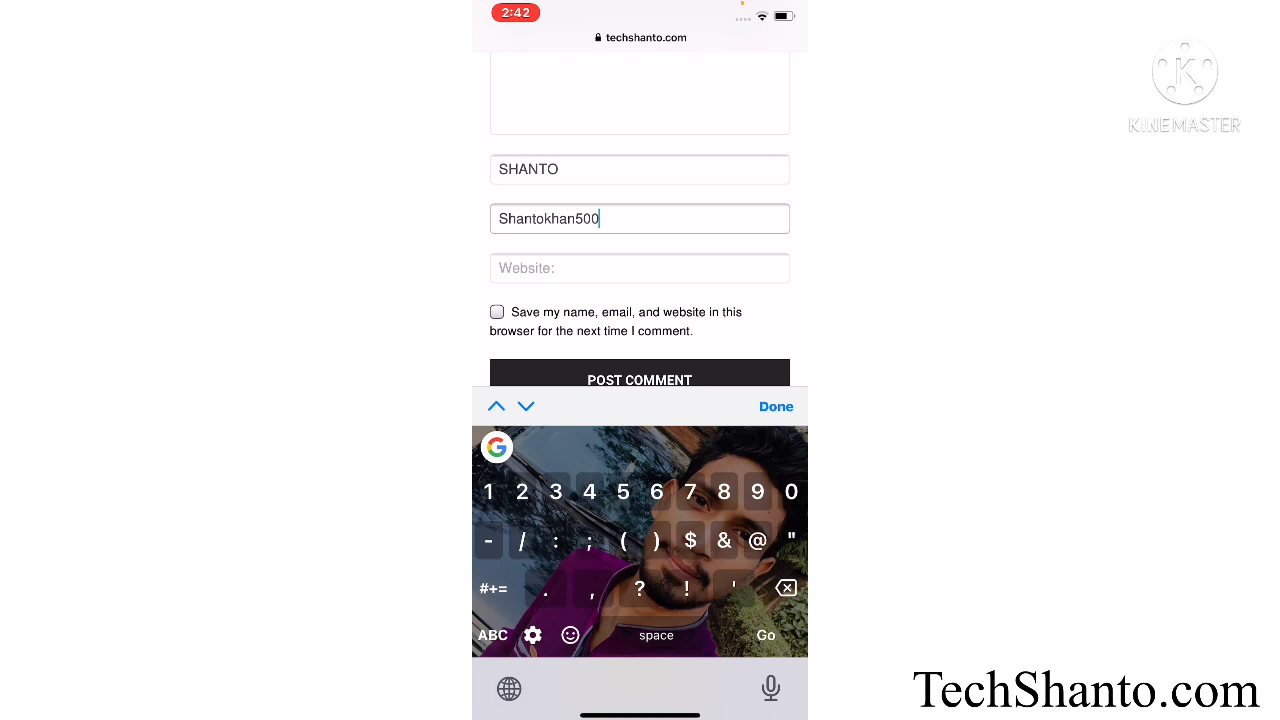 2:42
techshanto.com
K
KINEMASTER
SHANTO
Shantokhan500
Website:
Save my name, email, and website in this
browser for the next time I comment.
POST COMMENT
Done
G
1 2 3 4 5 6 7 8 9 0
- / : ; ( ) $ & @ "
#+= . , ? ! '
ABC space Go
TechShanto.com